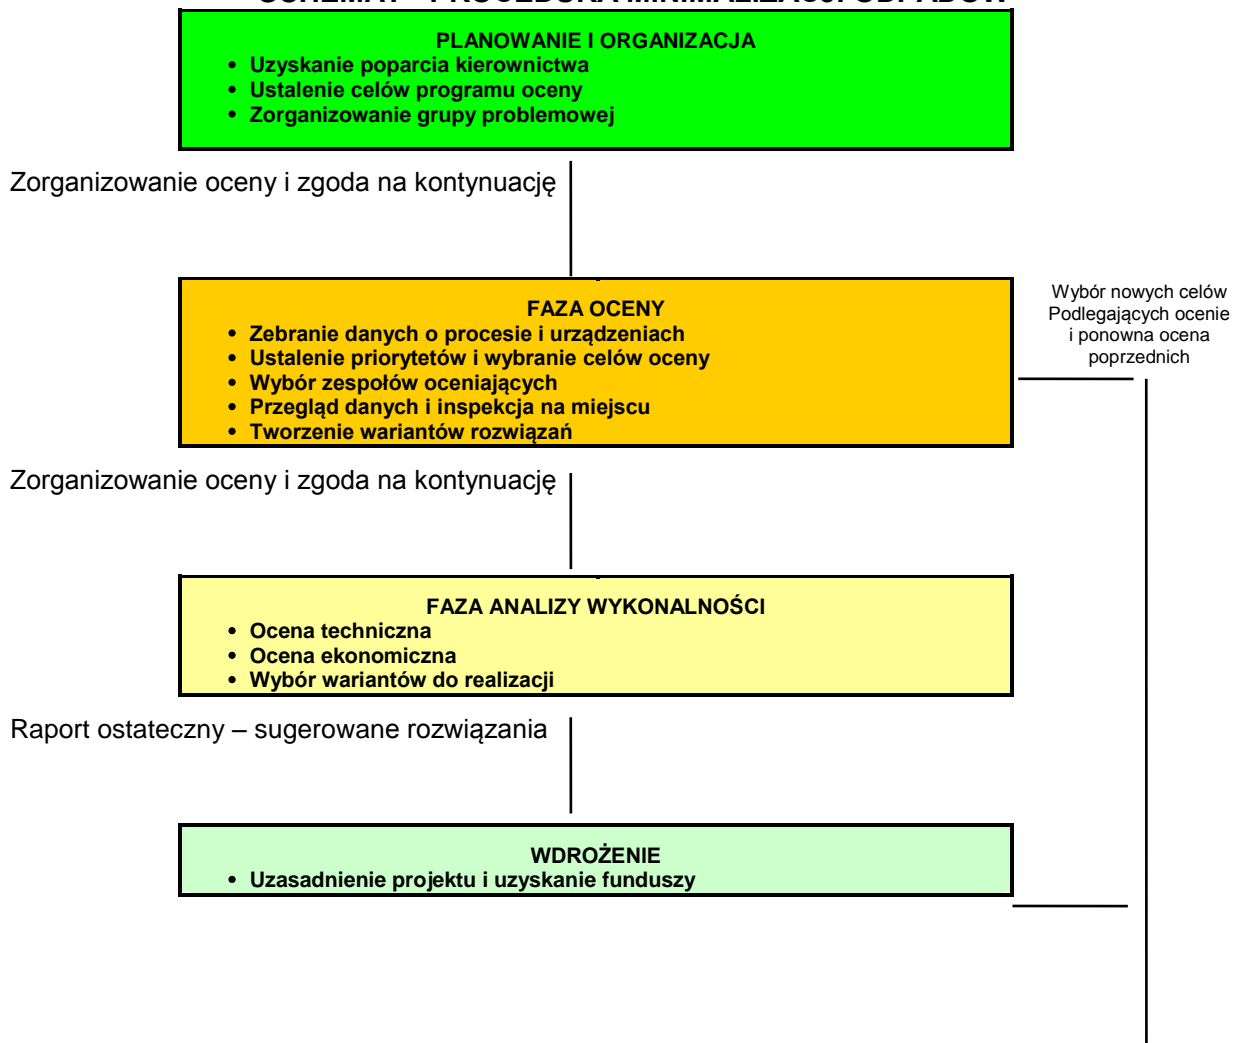 PLANOWANIE I ORGANIZACJA
• Uzyskanie poparcia kierownictwa
• Ustalenie celów programu oceny
• Zorganizowanie grupy problemowej
Zorganizowanie oceny i zgoda na kontynuację
FAZA OCENY
• Zebranie danych o procesie i urządzeniach
• Ustalenie priorytetów i wybranie celów oceny
• Wybór zespołów oceniających
• Przegląd danych i inspekcja na miejscu
• Tworzenie wariantów rozwiązań
Wybór nowych celów
Podlegających ocenie
i ponowna ocena
poprzednich
Zorganizowanie oceny i zgoda na kontynuację
FAZA ANALIZY WYKONALNOŚCI
• Ocena techniczna
• Ocena ekonomiczna
• Wybór wariantów do realizacji
Raport ostateczny – sugerowane rozwiązania
WDROŻENIE
• Uzasadnienie projektu i uzyskanie funduszy